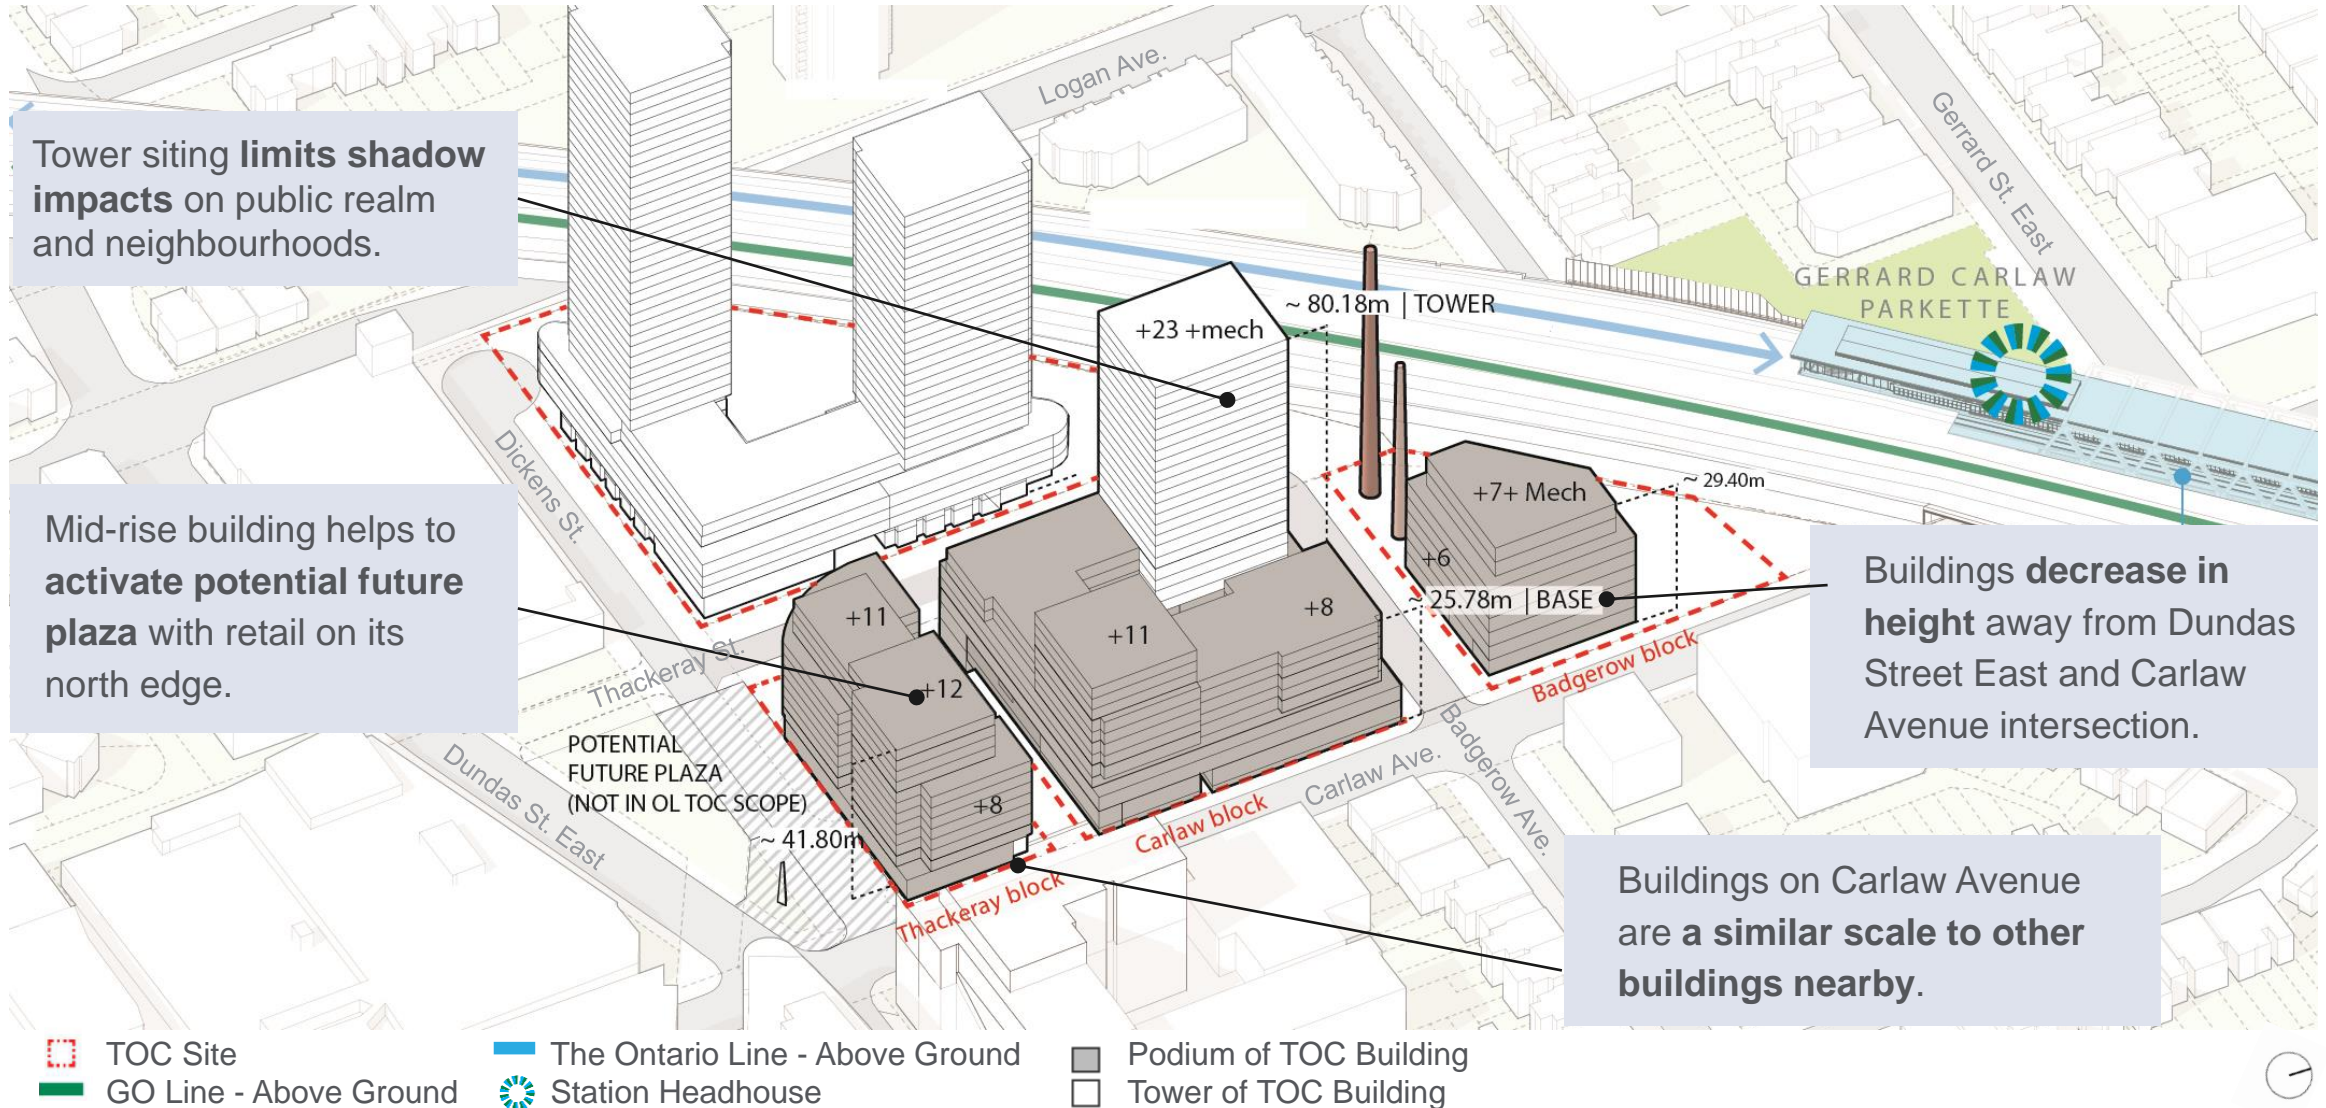 Logan Ave.
Gerrard St. East
Tower siting limits shadow
impacts on public realm
and neighbourhoods.
GERRARD CARLAW
PARKETTE
~ 80.18m | TOWER
+23 +mech
Dickens St.
+7+ Mech
~ 29.40m
Mid-rise building helps to
activate potential future
plaza with retail on its
north edge.
+6
~ 25.78m | BASE
Buildings decrease in
height away from Dundas
Street East and Carlaw
Avenue intersection.
+11
+11
+8
Thackeray St.
+12
Badgerow block
POTENTIAL
FUTURE PLAZA
(NOT IN OL TOC SCOPE)
Dundas St. East
+8
~ 41.80m
Carlaw Ave.
Badgerow Ave.
Carlaw block
Thackeray block
Buildings on Carlaw Avenue
are a similar scale to other
buildings nearby.
TOC Site
GO Line - Above Ground
The Ontario Line - Above Ground
Station Headhouse
Podium of TOC Building
Tower of TOC Building